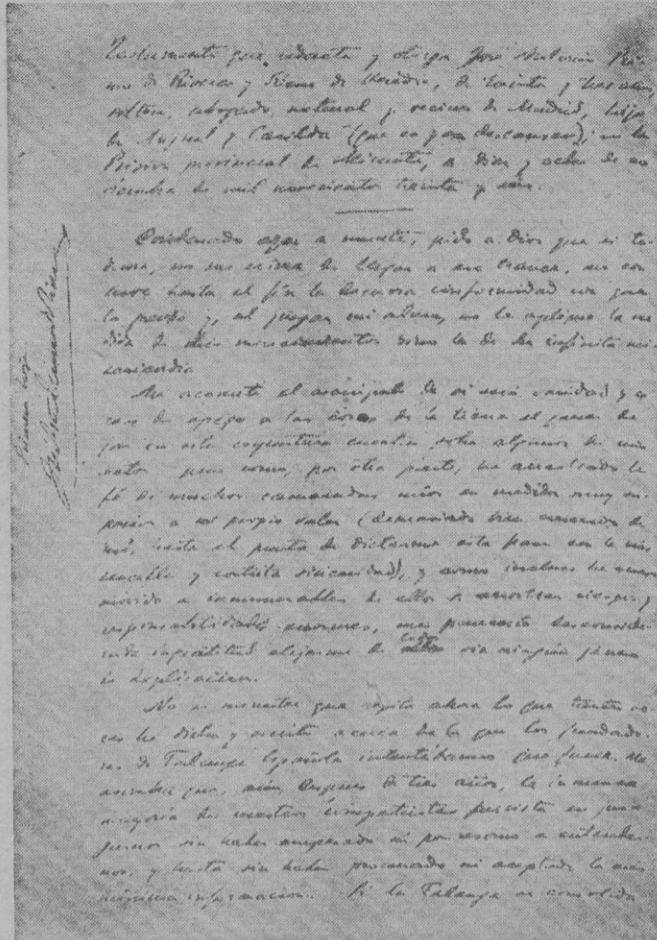 Testamento que redacta y otorga José Antonio Pri-
mo de Rivera y Sáenz de Heredia, de treinta y tres años,
soltero, abogado, natural y vecino de Madrid, hijo
de Miguel y Casilda (que en paz descansen), en la
Prisión provincial de Alicante, a diez y ocho de no-
viembre de mil novecientos treinta y seis.
Condenado ayer a muerte, pido a Dios que si to-
davía no me exime de llegar a ese trance, me con-
serve hasta el fin la decorosa conformidad con que
lo preveo y, al juzgar mi alma, no le aplique la me-
dida de mis merecimientos sino la de su infinita mi-
sericordia.
Me acomete el escrúpulo de si será vanidad y ex-
ceso de apego a las cosas de la tierra el querer de-
jar en esta coyuntura cuentas sobre algunos de mis
actos pero como, por otra parte, he arrastrado la
fé de muchos camaradas míos en medida muy su-
perior a mi propio valer (demasiado bien conocido de
mí, hasta el punto de dictarme esta frase con la más
sencilla y contrita sinceridad), y como incluso he
movido a innumerables de ellos a arrostrar riesgos y
responsabilidades enormes, me parecería desconside-
rada ingratitud alejarme de todos sin ningún género
de explicación.
No es menester que repita ahora lo que tantas ve-
ces he dicho y escrito acerca de lo que los fundado-
res de Falange Española intentábamos que fuese. Me
asombra que, aún después de tres años, la inmensa
mayoría de nuestros compatriotas persista en juz-
garnos sin haber empezado ni por asomo a entender-
nos, y hasta sin haber procurado ni aceptado la más
mínima información. Si la Falange se consolida
Primera hoja